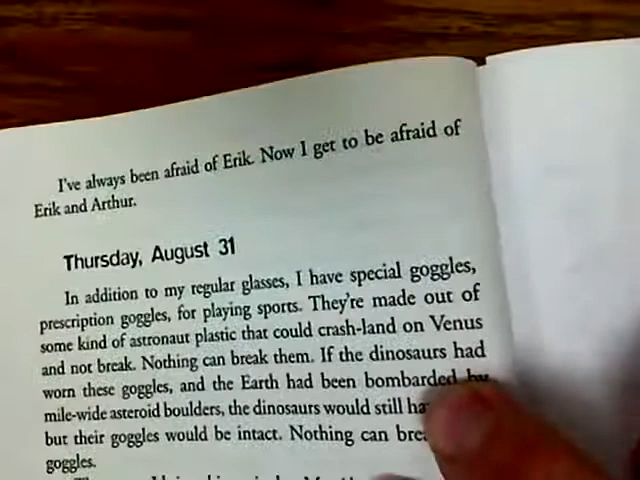 I've always been afraid of Erik. Now I get to be afraid of
Erik and Arthur.
Thursday, August 31
In addition to my regular glasses, I have special goggles,
prescription goggles, for playing sports. They're made out of
some kind of astronaut plastic that could crash-land on Venus
and not break. Nothing can break them. If the dinosaurs had
worn these goggles, and the Earth had been bombarded by
mile-wide asteroid boulders, the dinosaurs would still
but their goggles would be intact. Nothing can
goggles.